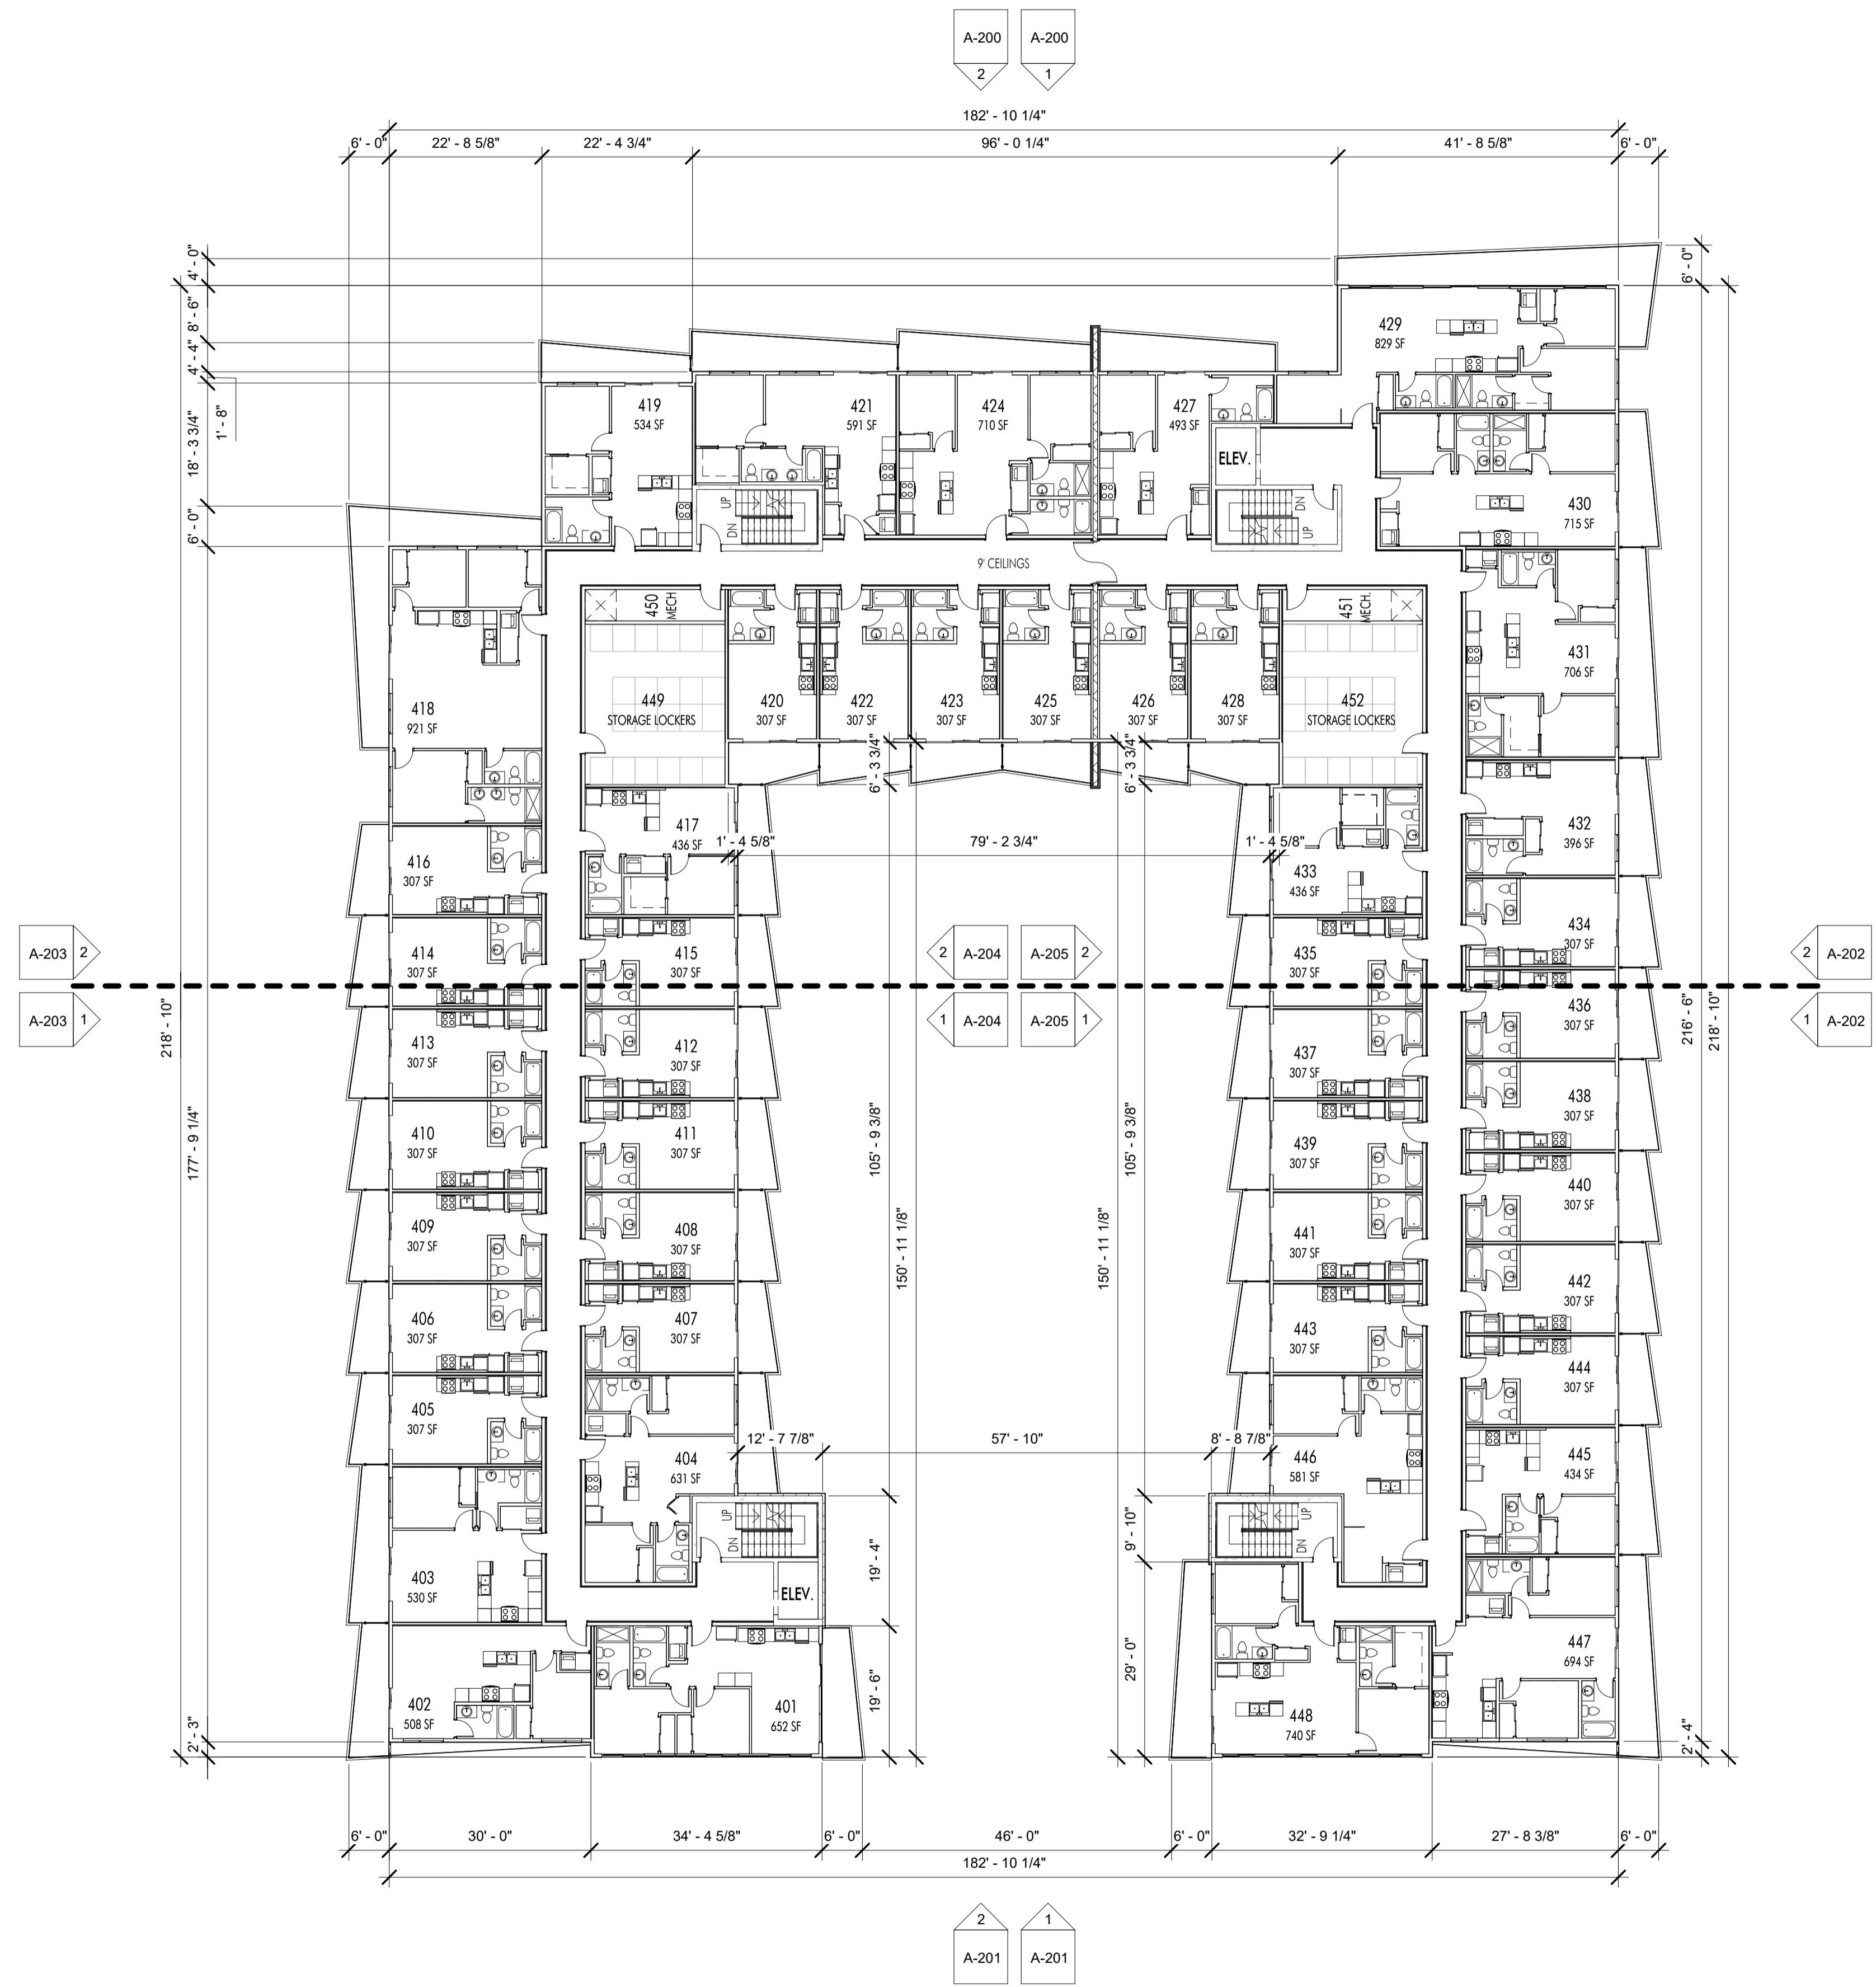 A-200
A-200
2
1
182' - 10 1/4"
6' - 0"
22' - 8 5/8"
22' - 4 3/4"
96' - 0 1/4"
41' - 8 5/8"
6' - 0"
4' - 0"
8' - 6"
4' - 4"
1' - 8"
18' - 3 3/4"
6' - 0"
6' - 0"
429
829 SF
419
534 SF
421
591 SF
424
710 SF
427
493 SF
ELEV.
430
715 SF
UP
DN
DN
UP
9' CEILINGS
450
MECH
451
MECH.
431
706 SF
418
921 SF
449
STORAGE LOCKERS
420
307 SF
422
307 SF
423
307 SF
425
307 SF
426
307 SF
428
307 SF
452
STORAGE LOCKERS
6' - 3 3/4"
6' - 3 3/4"
417
436 SF
1' - 4 5/8"
79' - 2 3/4"
1' - 4 5/8"
432
396 SF
416
307 SF
433
436 SF
434
307 SF
414
307 SF
415
307 SF
435
307 SF
A-203
2
2
A-204
A-205
2
2
A-202
A-203
1
1
A-204
A-205
1
1
A-202
436
307 SF
218' - 10"
216' - 6"
218' - 10"
413
307 SF
412
307 SF
437
307 SF
438
307 SF
177' - 9 1/4"
105' - 9 3/8"
105' - 9 3/8"
410
307 SF
411
307 SF
439
307 SF
440
307 SF
409
307 SF
408
307 SF
441
307 SF
442
307 SF
150' - 11 1/8"
150' - 11 1/8"
406
307 SF
407
307 SF
443
307 SF
444
307 SF
405
307 SF
12' - 7 7/8"
57' - 10"
8' - 8 7/8"
404
631 SF
446
581 SF
445
434 SF
UP
DN
UP
DN
9' - 10"
19' - 4"
403
530 SF
ELEV.
447
694 SF
29' - 0"
19' - 6"
402
508 SF
401
652 SF
448
740 SF
2' - 3"
2' - 4"
6' - 0"
30' - 0"
34' - 4 5/8"
6' - 0"
46' - 0"
6' - 0"
32' - 9 1/4"
27' - 8 3/8"
6' - 0"
182' - 10 1/4"
2
1
A-201
A-201